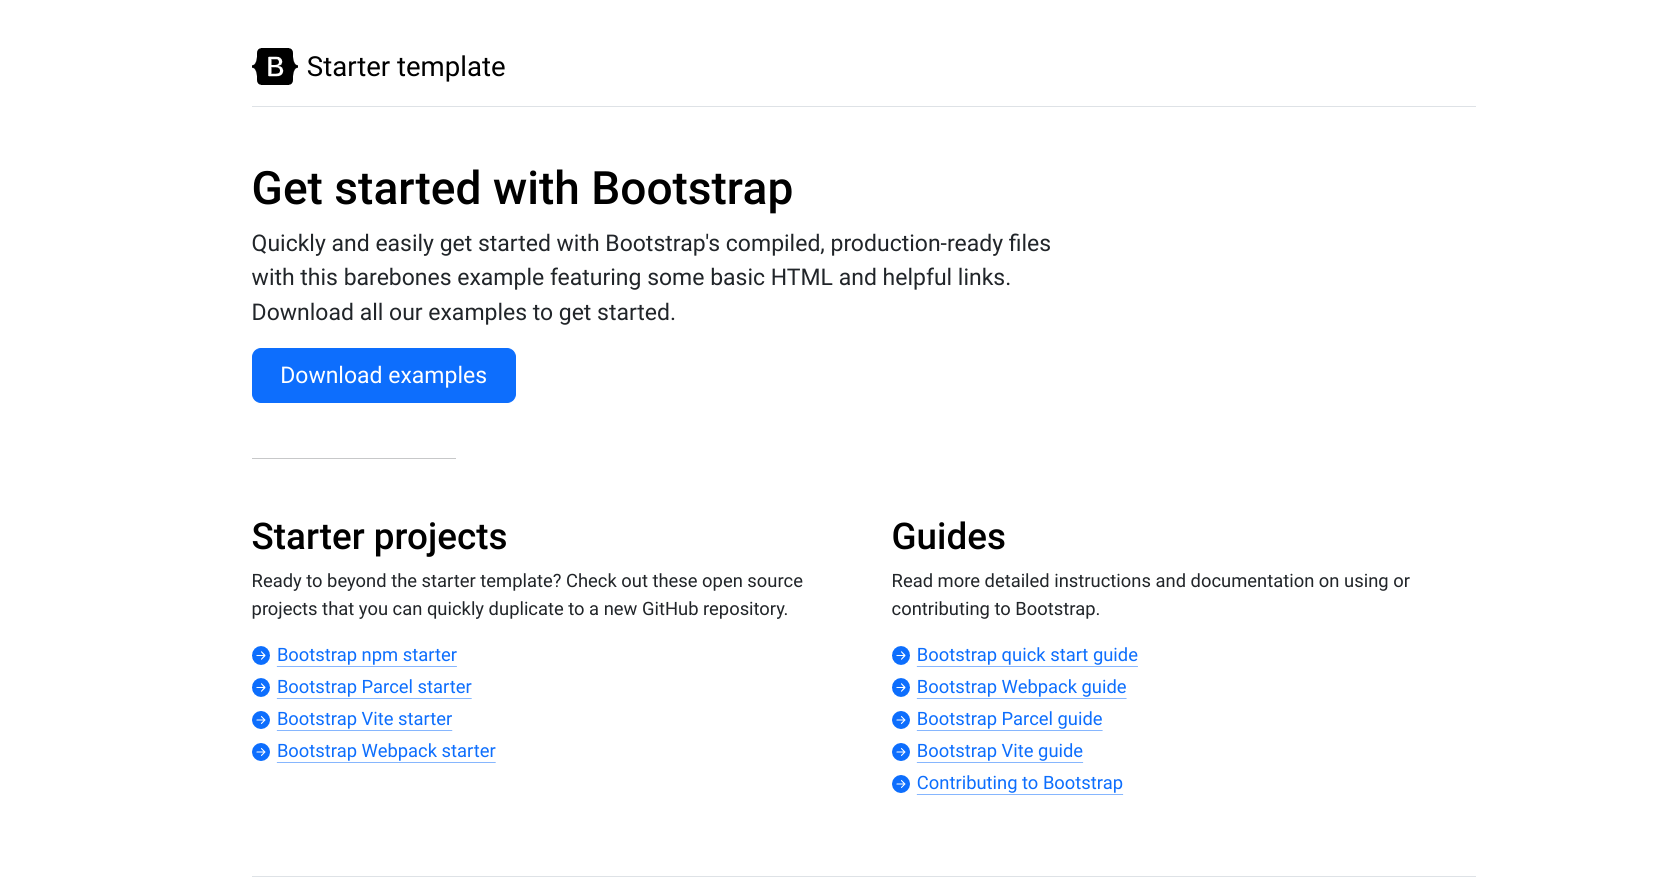 B Starter template
Get started with Bootstrap
Quickly and easily get started with Bootstrap's compiled, production-ready files
with this barebones example featuring some basic HTML and helpful links.
Download all our examples to get started.
Download examples
Starter projects
Ready to beyond the starter template? Check out these open source
projects that you can quickly duplicate to a new GitHub repository.
Bootstrap npm starter
Bootstrap Parcel starter
Bootstrap Vite starter
Bootstrap Webpack starter
Guides
Read more detailed instructions and documentation on using or
contributing to Bootstrap.
Bootstrap quick start guide
Bootstrap Webpack guide
Bootstrap Parcel guide
Bootstrap Vite guide
Contributing to Bootstrap